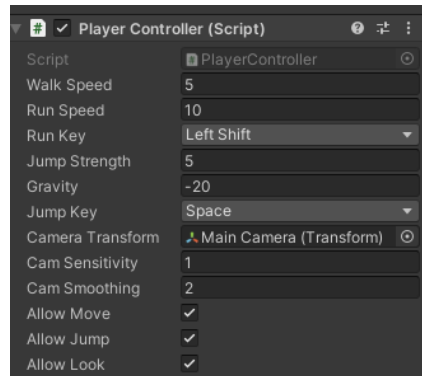 # Player Controller (Script)
Script PlayerController
Walk Speed 5
Run Speed 10
Run Key Left Shift
Jump Strength 5
Gravity -20
Jump Key Space
Camera Transform Main Camera (Transform)
Cam Sensitivity 1
Cam Smoothing 2
Allow Move
Allow Jump
Allow Look